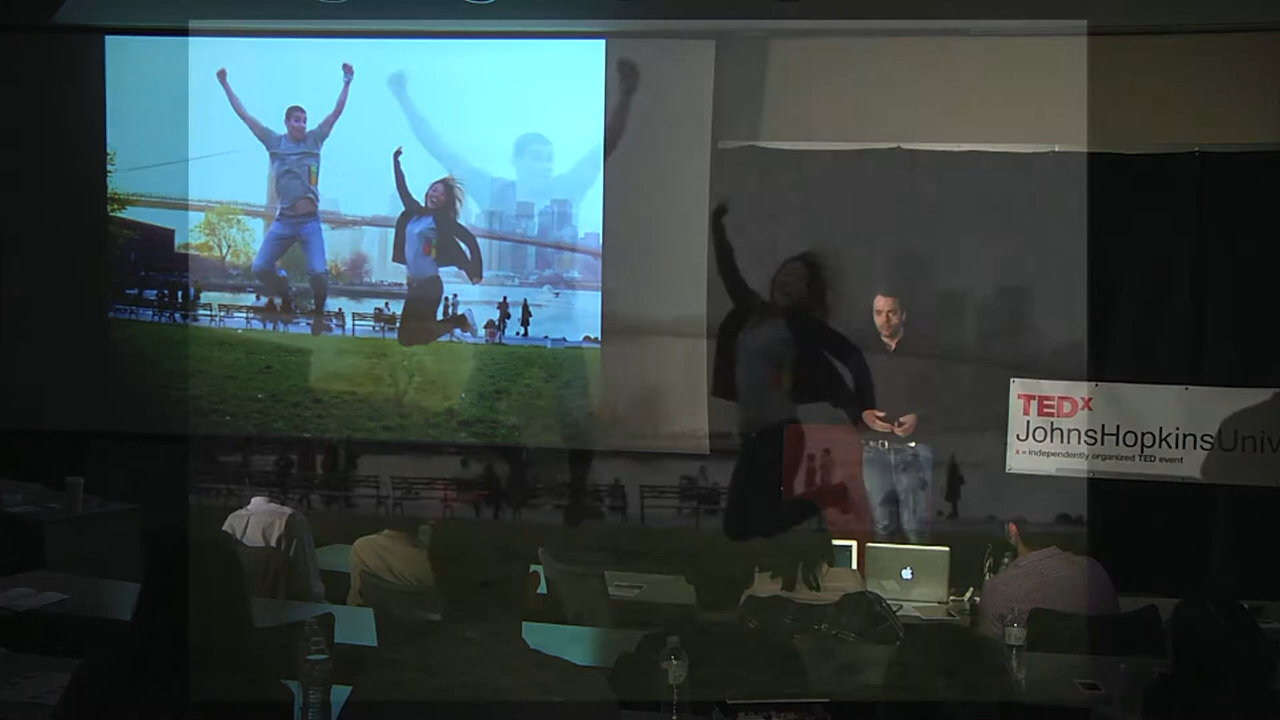 TEDx
JohnsHopkinsUniv
x = independently organized TED event